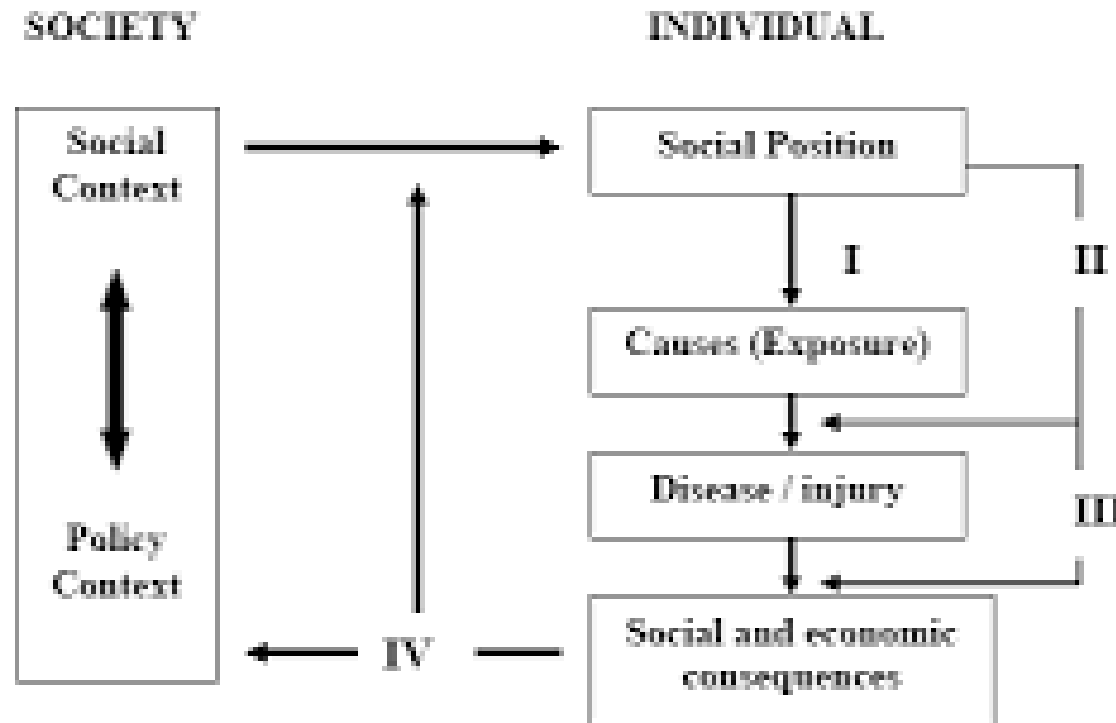 SOCIETY
INDIVIDUAL
Social
Context
Policy
Context
Social Position
I
II
Causes (Exposure)
Disease / injury
III
Social and economic
consequences
IV